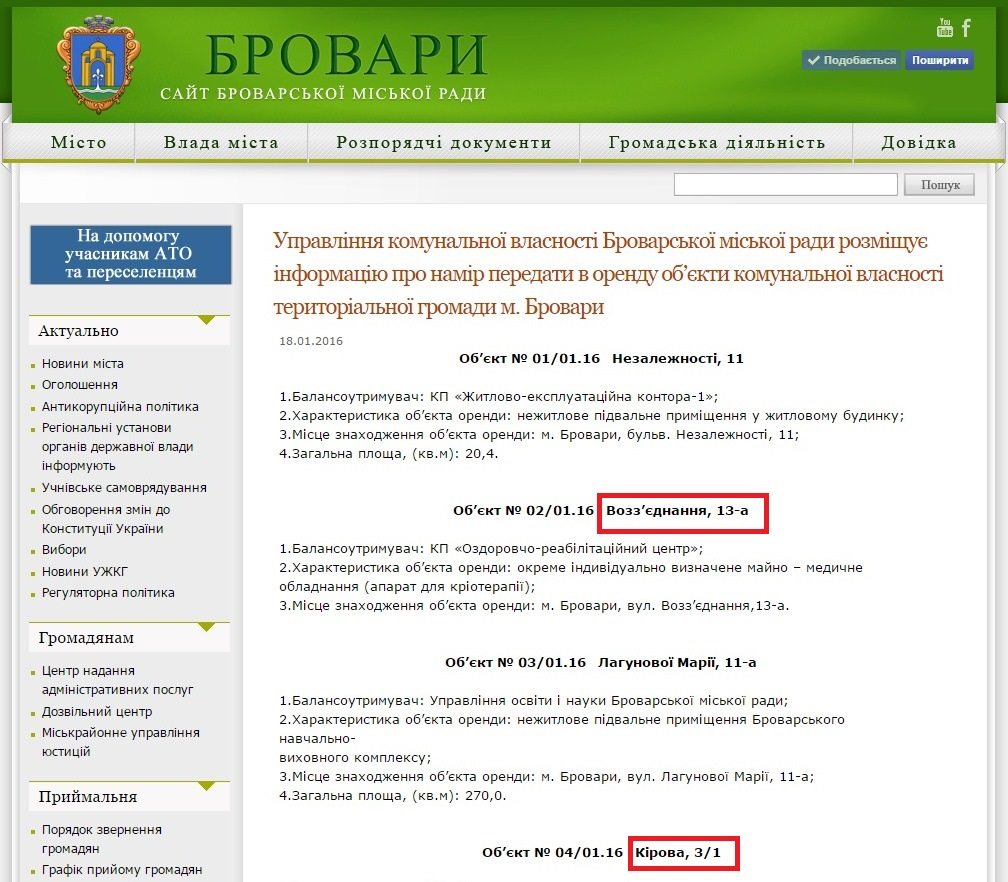 БРОВАРИ
САЙТ БРОВАРСЬКОЇ МІСЬКОЇ РАДИ
You
Tube
Подобається
Поширити
Місто
Влада міста
Розпорядчі документи
Громадська діяльність
Довідка
Пошук
На допомогу
учасникам АТО
та переселенцям
Актуально
Новини міста
Оголошення
Антикорупційна політика
Регіональні установи
органів державної влади
інформують
Учнівське самоврядування
Обговорення змін до
Конституції України
Вибори
Новини УЖКГ
Регуляторна політика
Громадянам
Центр надання
адміністративних послуг
Дозвільний центр
Міськрайонне управління
юстицій
Приймальня
Порядок звернення
громадян
Графік прийому громадян
Управління комунальної власності Броварської міської ради розміщує
інформацію про намір передати в оренду об’єкти комунальної власності
територіальної громади м. Бровари
18.01.2016
Об’єкт № 01/01.16 Незалежності, 11
1.Балансоутримувач: КП «Житлово-експлуатаційна контора-1»;
2.Характеристика об’єкта оренди: нежитлове підвальне приміщення у житловому будинку;
3.Місце знаходження об’єкта оренди: м. Бровари, бульв. Незалежності, 11;
4.Загальна площа, (кв.м): 20,4.
Об’єкт № 02/01.16 Возз’єднання, 13-а
1.Балансоутримувач: КП «Оздоровчо-реабілітаційний центр»;
2.Характеристика об’єкта оренди: окреме індивідуально визначене майно – медичне
обладнання (апарат для кріотерапії);
3.Місце знаходження об’єкта оренди: м. Бровари, вул. Возз’єднання,13-а.
Об’єкт № 03/01.16 Лагунової Марії, 11-а
1.Балансоутримувач: Управління освіти і науки Броварської міської ради;
2.Характеристика об’єкта оренди: нежитлове підвальне приміщення Броварського
навчально-
виховного комплексу;
3.Місце знаходження об’єкта оренди: м. Бровари, вул. Лагунової Марії, 11-а;
4.Загальна площа, (кв.м): 270,0.
Об’єкт № 04/01.16 Кірова, 3/1